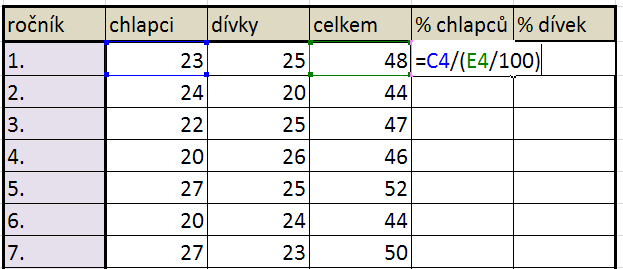 ročník chlapci dívky celkem % chlapců % dívek
1. 23 25 48 =C4/(E4/100)
2. 24 20 44
3. 22 25 47
4. 20 26 46
5. 27 25 52
6. 20 24 44
7. 27 23 50